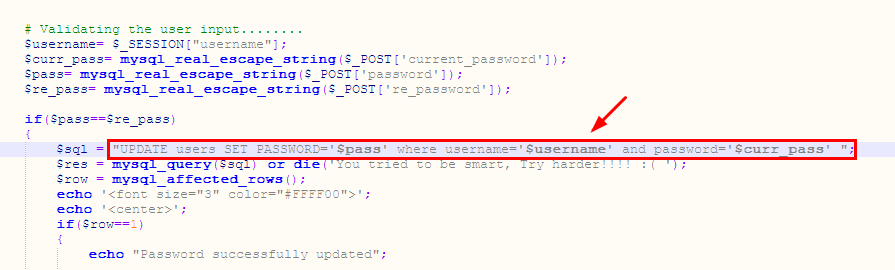 # Validating the user input........
$username= $_SESSION["username"];
$curr_pass= mysql_real_escape_string($_POST['current_password']);
$pass= mysql_real_escape_string($_POST['password']);
$re_pass= mysql_real_escape_string($_POST['re_password']);
if($pass==$re_pass)
{
$sql = "UPDATE users SET PASSWORD='$pass' where username='$username' and password='$curr_pass' ";
$res = mysql_query($sql) or die('You tried to be smart, Try harder!!!! :( ');
$row = mysql_affected_rows();
echo '<font size="3" color="#FFFF00">';
echo '<center>';
if($row==1)
{
echo "Password successfully updated";